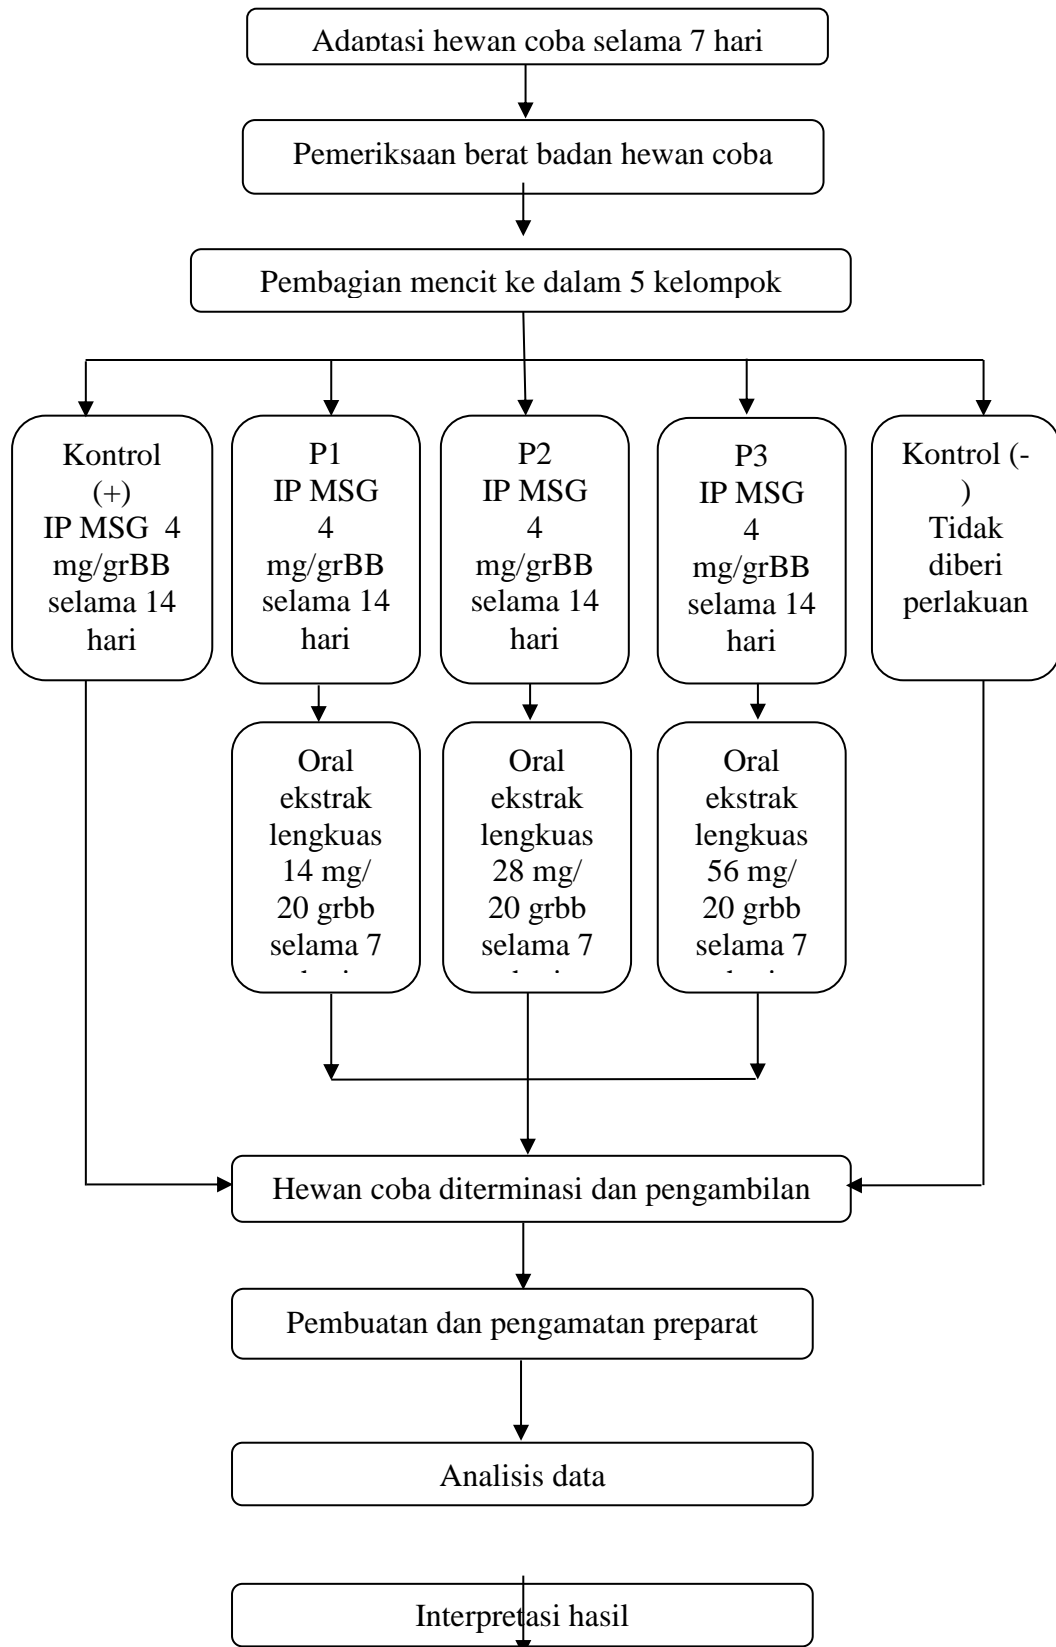 Adaptasi hewan coba selama 7 hari
Pemeriksaan berat badan hewan coba
Pembagian mencit ke dalam 5 kelompok
Kontrol
(+)
IP MSG 4
mg/grBB
selama 14
hari
P1
IP MSG
4
mg/grBB
selama 14
hari
P2
IP MSG
4
mg/grBB
selama 14
hari
P3
IP MSG
4
mg/grBB
selama 14
hari
Kontrol (-
)
Tidak
diberi
perlakuan
Oral
ekstrak
lengkuas
14 mg/
20 grbb
selama 7
Oral
ekstrak
lengkuas
28 mg/
20 grbb
selama 7
Oral
ekstrak
lengkuas
56 mg/
20 grbb
selama 7
Hewan coba diterminasi dan pengambilan
Pembuatan dan pengamatan preparat
Analisis data
Interpretasi hasil